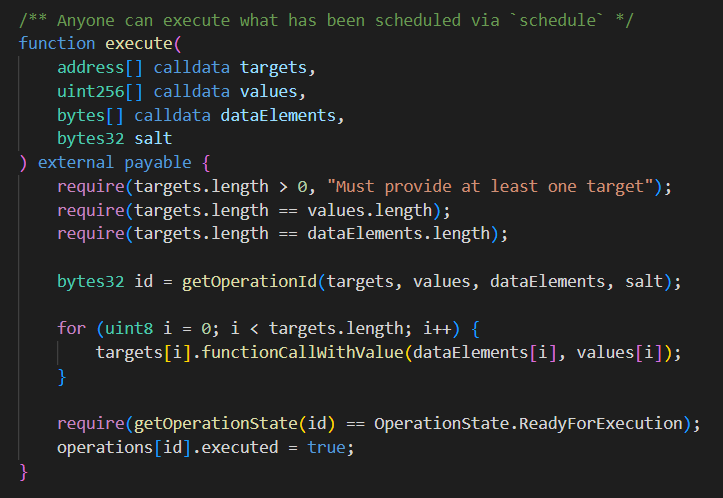 /** Anyone can execute what has been scheduled via `schedule` */
function execute(
    address[] calldata targets,
    uint256[] calldata values,
    bytes[] calldata dataElements,
    bytes32 salt
) external payable {
    require(targets.length > 0, "Must provide at least one target");
    require(targets.length == values.length);
    require(targets.length == dataElements.length);

    bytes32 id = getOperationId(targets, values, dataElements, salt);

    for (uint8 i = 0; i < targets.length; i++) {
        targets[i].functionCallWithValue(dataElements[i], values[i]);
    }

    require(getOperationState(id) == OperationState.ReadyForExecution);
    operations[id].executed = true;
}